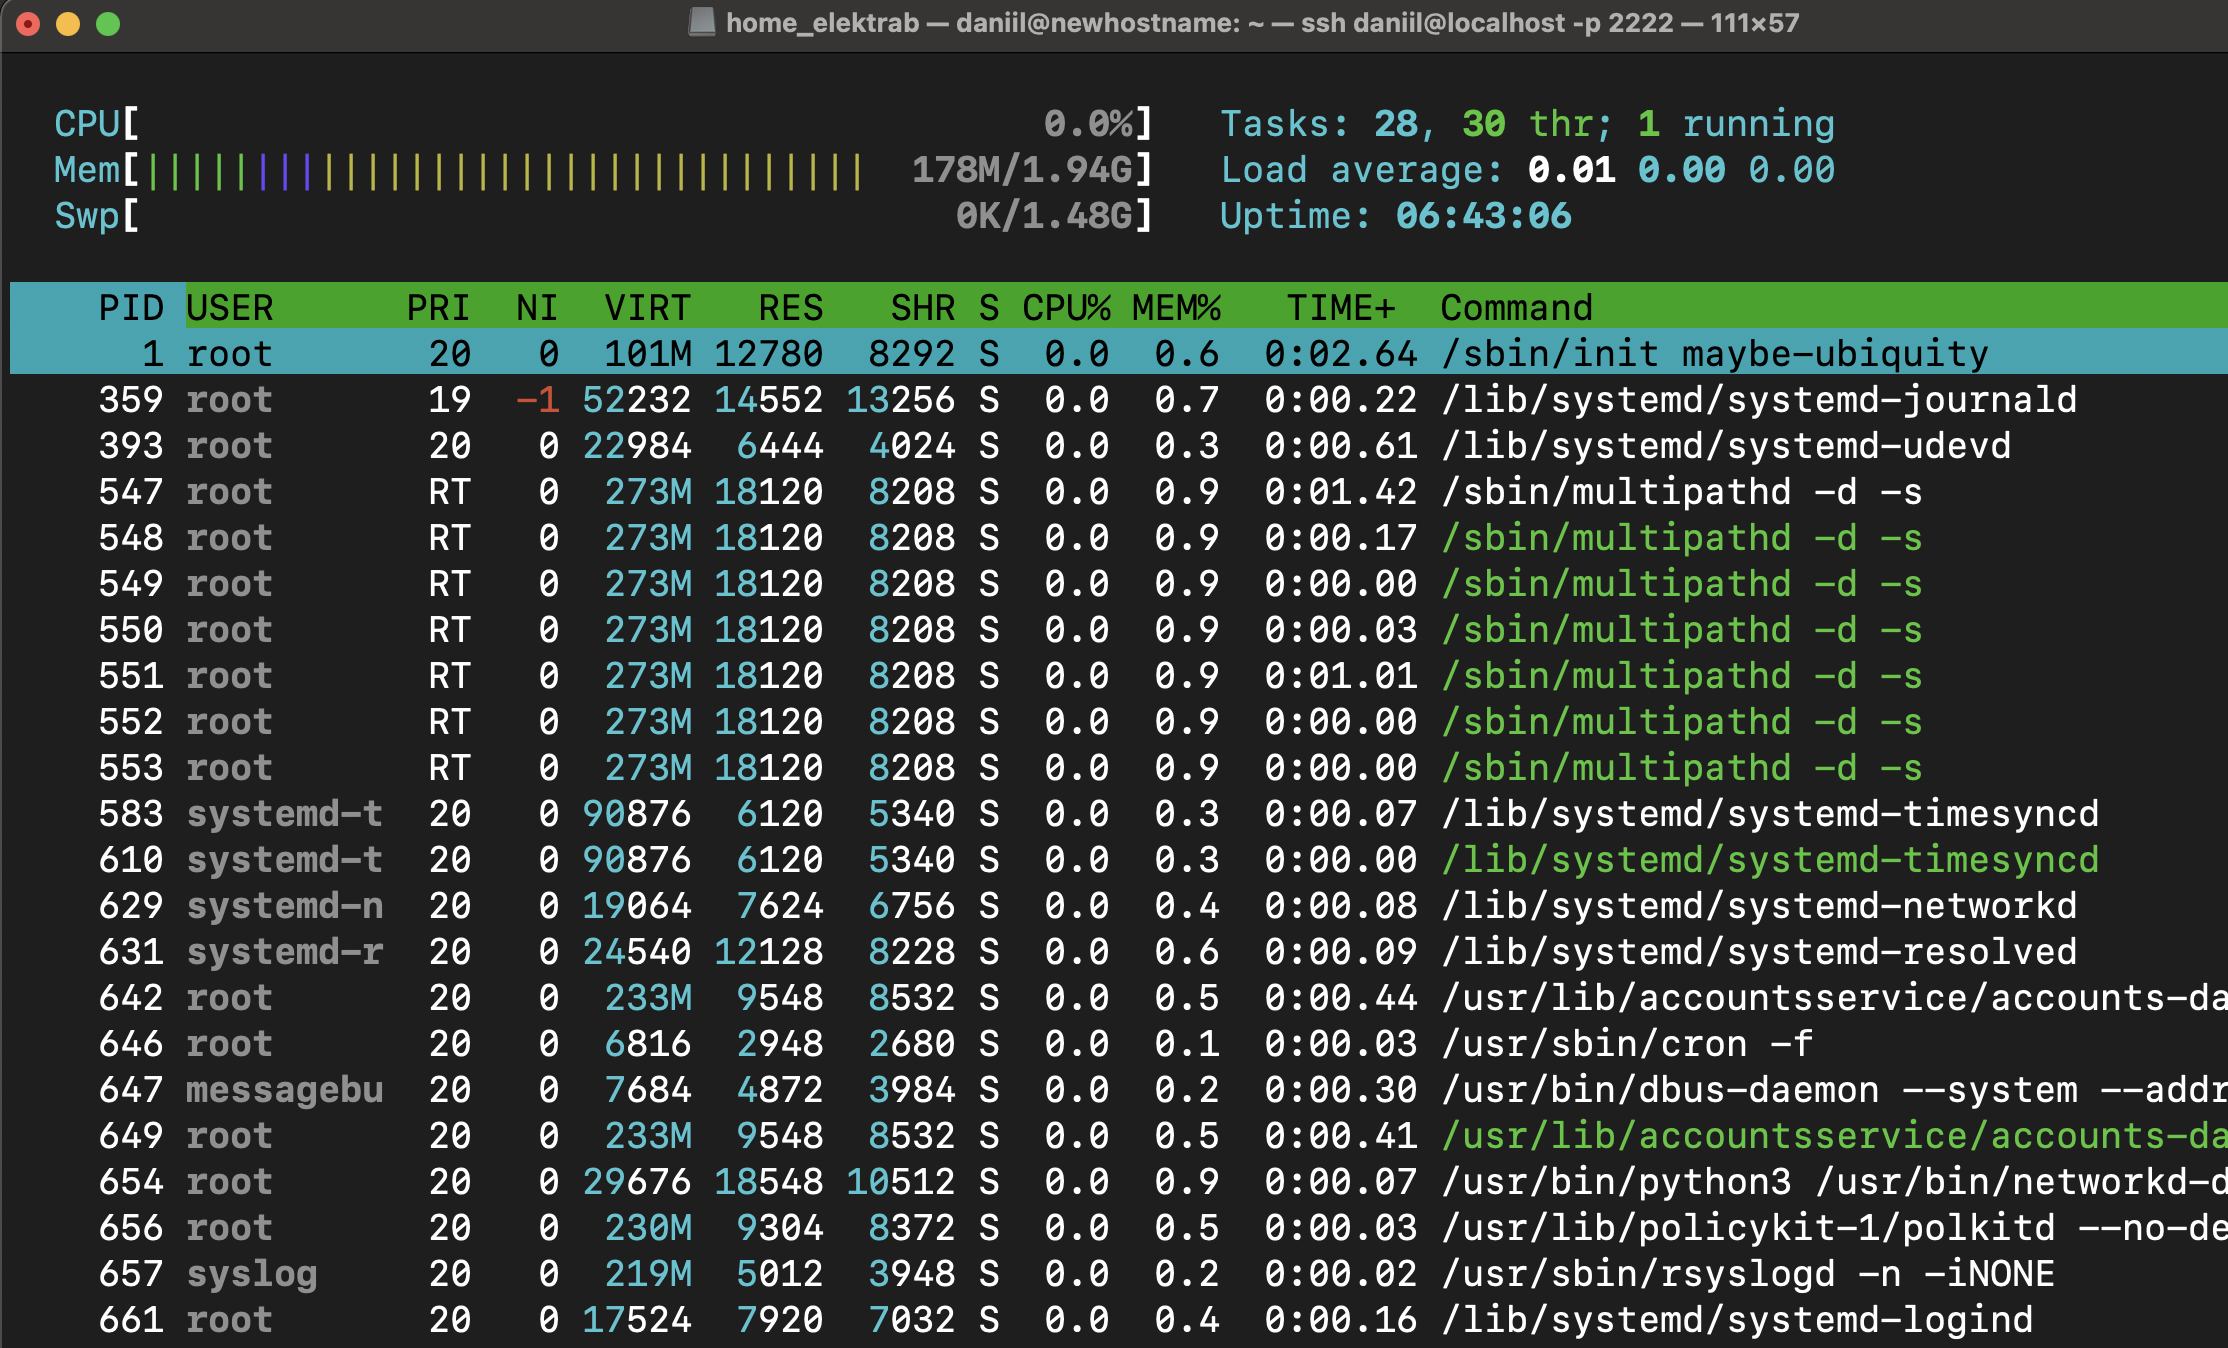 home_elektrab — daniil@newhostname: ~ — ssh daniil@localhost -p 2222 — 111×57
CPU[ 0.0%] Tasks: 28, 30 thr; 1 running
Mem[||||||||||||||||||||||||||||||||| 178M/1.94G] Load average: 0.01 0.00 0.00
Swp[ 0K/1.48G] Uptime: 06:43:06
PID USER PRI NI VIRT RES SHR S CPU% MEM% TIME+ Command
1 root 20 0 101M 12780 8292 S 0.0 0.6 0:02.64 /sbin/init maybe-ubiquity
359 root 19 -1 52232 14552 13256 S 0.0 0.7 0:00.22 /lib/systemd/systemd-journald
393 root 20 0 22984 6444 4024 S 0.0 0.3 0:00.61 /lib/systemd/systemd-udevd
547 root RT 0 273M 18120 8208 S 0.0 0.9 0:01.42 /sbin/multipathd -d -s
548 root RT 0 273M 18120 8208 S 0.0 0.9 0:00.17 /sbin/multipathd -d -s
549 root RT 0 273M 18120 8208 S 0.0 0.9 0:00.00 /sbin/multipathd -d -s
550 root RT 0 273M 18120 8208 S 0.0 0.9 0:00.03 /sbin/multipathd -d -s
551 root RT 0 273M 18120 8208 S 0.0 0.9 0:01.01 /sbin/multipathd -d -s
552 root RT 0 273M 18120 8208 S 0.0 0.9 0:00.00 /sbin/multipathd -d -s
553 root RT 0 273M 18120 8208 S 0.0 0.9 0:00.00 /sbin/multipathd -d -s
583 systemd-t 20 0 90876 6120 5340 S 0.0 0.3 0:00.07 /lib/systemd/systemd-timesyncd
610 systemd-t 20 0 90876 6120 5340 S 0.0 0.3 0:00.00 /lib/systemd/systemd-timesyncd
629 systemd-n 20 0 19064 7624 6756 S 0.0 0.4 0:00.08 /lib/systemd/systemd-networkd
631 systemd-r 20 0 24540 12128 8228 S 0.0 0.6 0:00.09 /lib/systemd/systemd-resolved
642 root 20 0 233M 9548 8532 S 0.0 0.5 0:00.44 /usr/lib/accountsservice/accounts-da
646 root 20 0 6816 2948 2680 S 0.0 0.1 0:00.03 /usr/sbin/cron -f
647 messagebu 20 0 7684 4872 3984 S 0.0 0.2 0:00.30 /usr/bin/dbus-daemon --system --addr
649 root 20 0 233M 9548 8532 S 0.0 0.5 0:00.41 /usr/lib/accountsservice/accounts-da
654 root 20 0 29676 18548 10512 S 0.0 0.9 0:00.07 /usr/bin/python3 /usr/bin/networkd-d
656 root 20 0 230M 9304 8372 S 0.0 0.5 0:00.03 /usr/lib/policykit-1/polkitd --no-de
657 syslog 20 0 219M 5012 3948 S 0.0 0.2 0:00.02 /usr/sbin/rsyslogd -n -iNONE
661 root 20 0 17524 7920 7032 S 0.0 0.4 0:00.16 /lib/systemd/systemd-logind